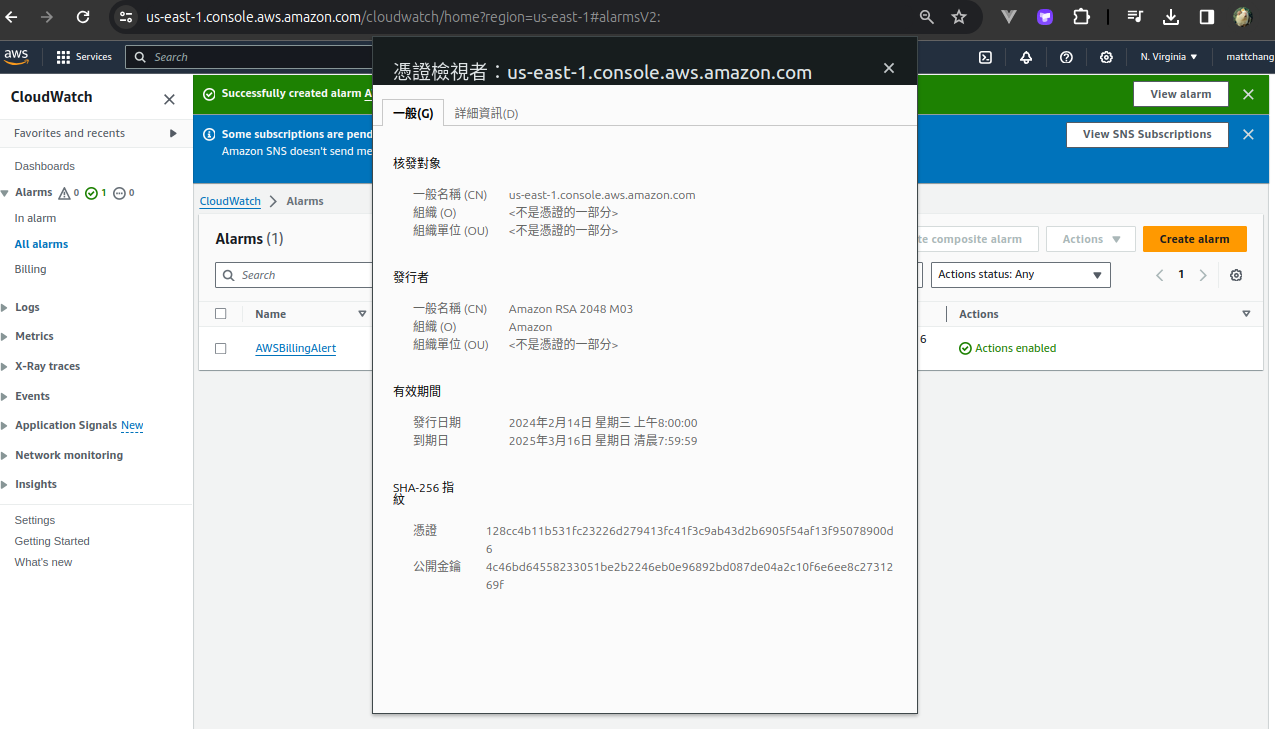 us-east-1.console.aws.amazon.com/cloudwatch/home?region=us-east-1#alarmsV2:
aws
Services
Search
N. Virginia
mattchang
憑證檢視者：us-east-1.console.aws.amazon.com
一般(G)
詳細資訊(D)
核發對象
一般名稱 (CN) us-east-1.console.aws.amazon.com
組織 (O) <不是憑證的一部分>
組織單位 (OU) <不是憑證的一部分>
發行者
一般名稱 (CN) Amazon RSA 2048 M03
組織 (O) Amazon
組織單位 (OU) <不是憑證的一部分>
有效期間
發行日期 2024年2月14日 星期三 上午8:00:00
到期日 2025年3月16日 星期日 清晨7:59:59
SHA-256 指
紋
憑證 128cc4b11b531fc23226d279413fc41f3c9ab43d2b6905f54af13f95078900d
6
公開金鑰 4c46bd64558233051be2b2246eb0e96892bd087de04a2c10f6e6ee8c27312
69f
CloudWatch
Favorites and recents
Dashboards
Alarms 0 1 0
In alarm
All alarms
Billing
Logs
Metrics
X-Ray traces
Events
Application Signals New
Network monitoring
Insights
Settings
Getting Started
What's new
Successfully created alarm A
View alarm
Some subscriptions are pend
Amazon SNS doesn't send me
View SNS Subscriptions
CloudWatch
Alarms
Alarms (1)
te composite alarm
Actions
Create alarm
Search
Actions status: Any
1
Name
Actions
AWSBillingAlert
6
Actions enabled